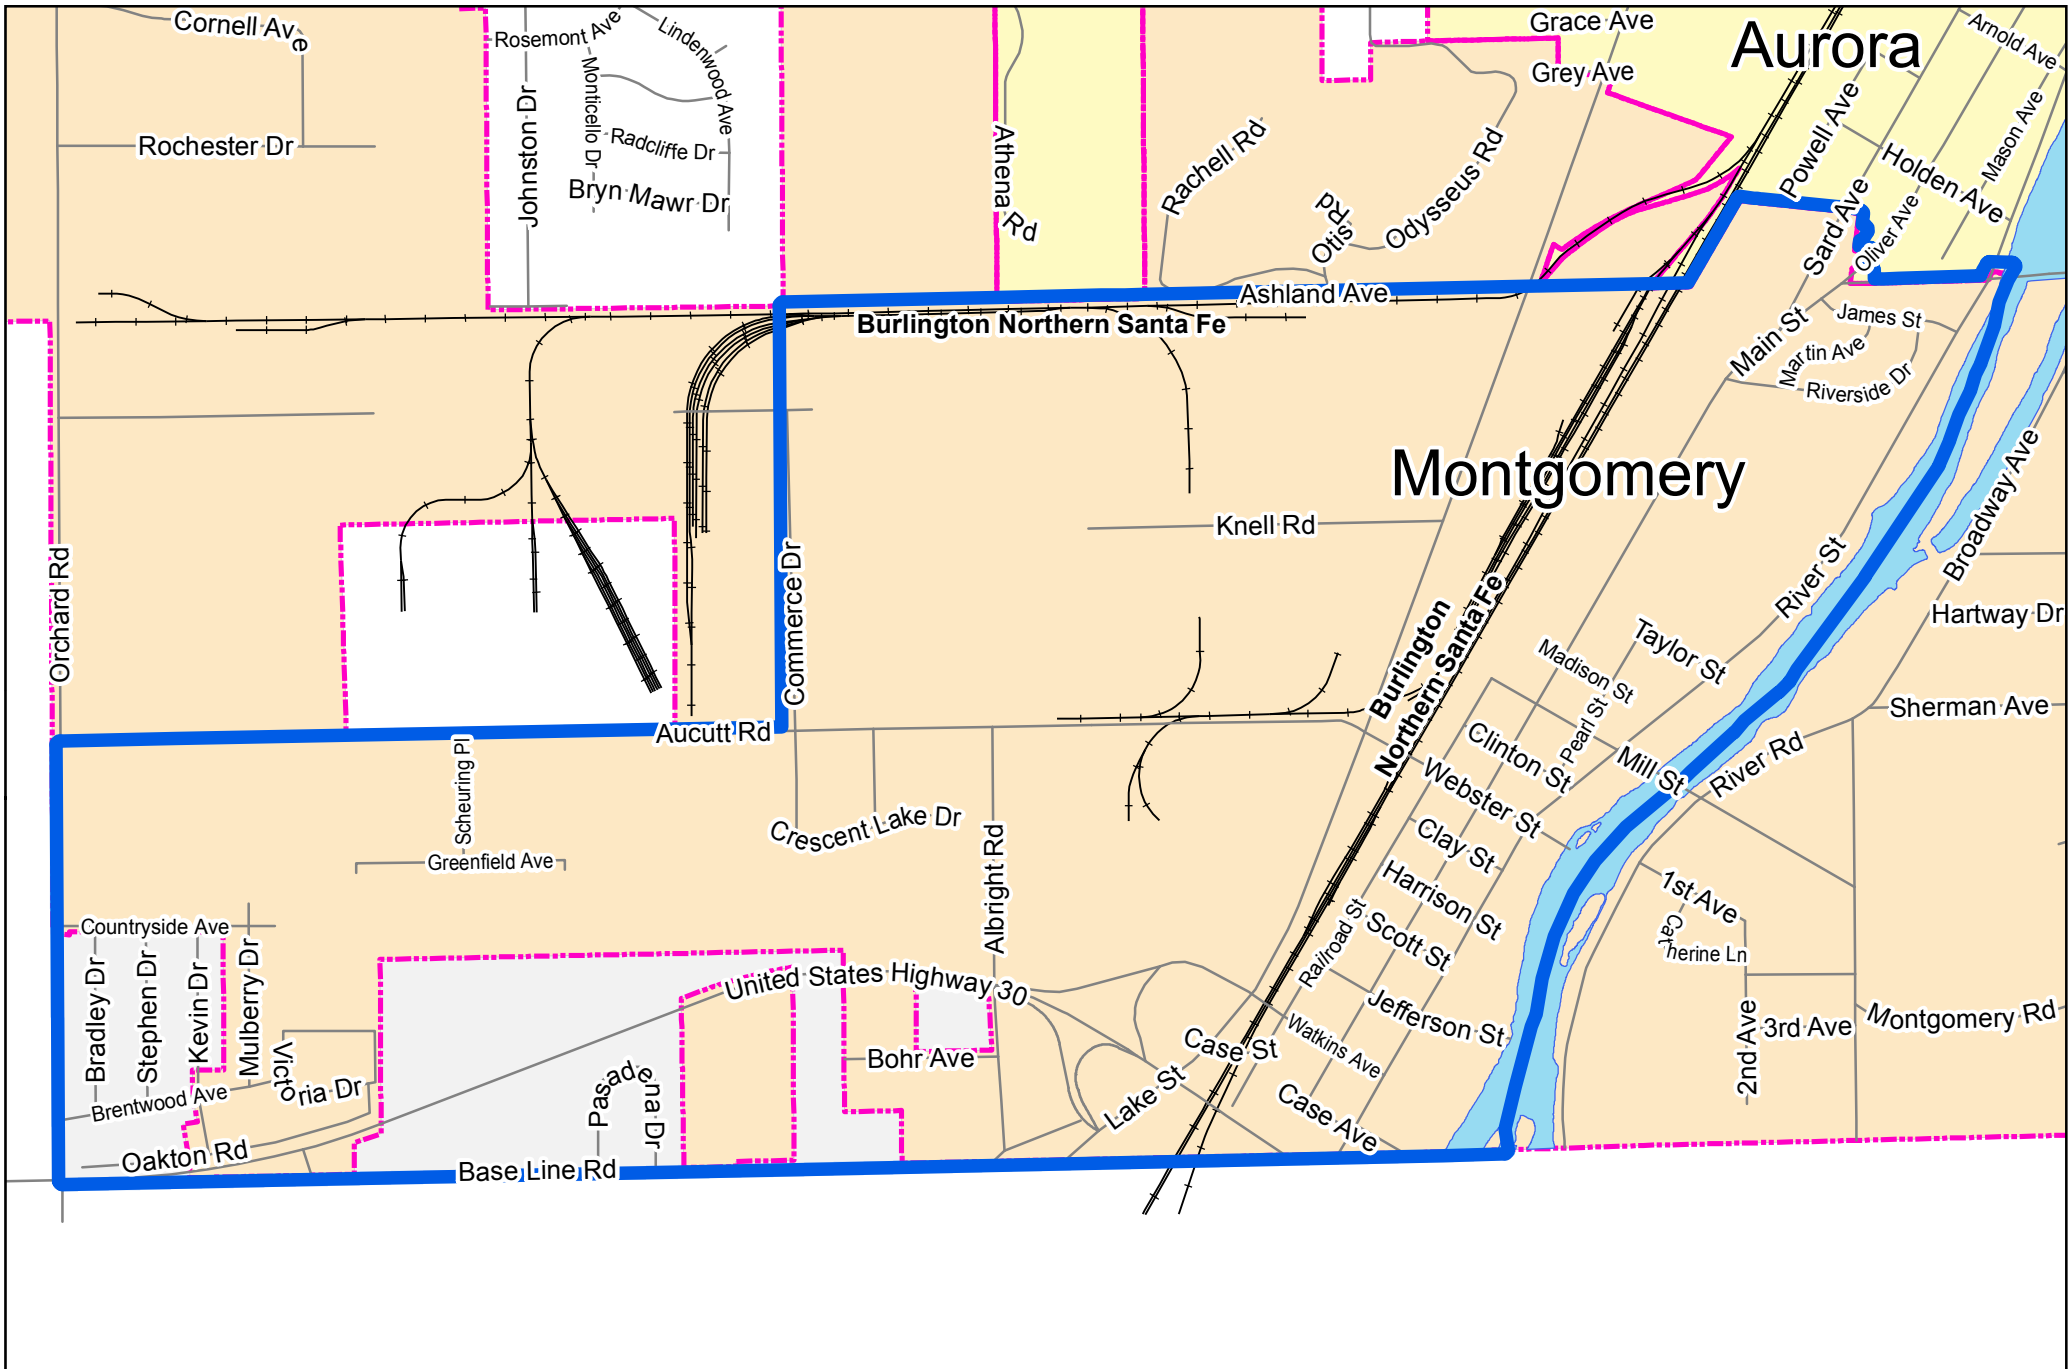 Cornell Ave
Rosemont Ave
Lindenwood Ave
Grace Ave
Aurora
Arnold Ave
Grey Ave
Johnston Dr
Monticello Dr
Radcliffe Dr
Rochester Dr
Bryn Mawr Dr
Athena Rd
Rachell Rd
Otis Rd
Odysseus Rd
Powell Ave
Holden Ave
Mason Ave
Sard Ave
Oliver Ave
Ashland Ave
Burlington Northern Santa Fe
Main St
James St
Martin Ave
Riverside Dr
Montgomery
Knell Rd
Broadway Ave
Orchard Rd
Commerce Dr
River St
Hartway Dr
Burlington
Northern Santa Fe
Madison St
Taylor St
Pearl St
Sherman Ave
Aucutt Rd
Clinton St
Mill St
River Rd
Webster St
Scheuring Pl
Crescent Lake Dr
Clay St
Greenfield Ave
Albright Rd
Harrison St
1st Ave
Catherine Ln
Countryside Ave
Railroad St
Scott St
Bradley Dr
Stephen Dr
Kevin Dr
Mulberry Dr
United States Highway 30
Jefferson St
2nd Ave
3rd Ave
Montgomery Rd
Victoria Dr
Pasadena Dr
Bohr Ave
Case St
Watkins Ave
Brentwood Ave
Lake St
Case Ave
Oakton Rd
Base Line Rd